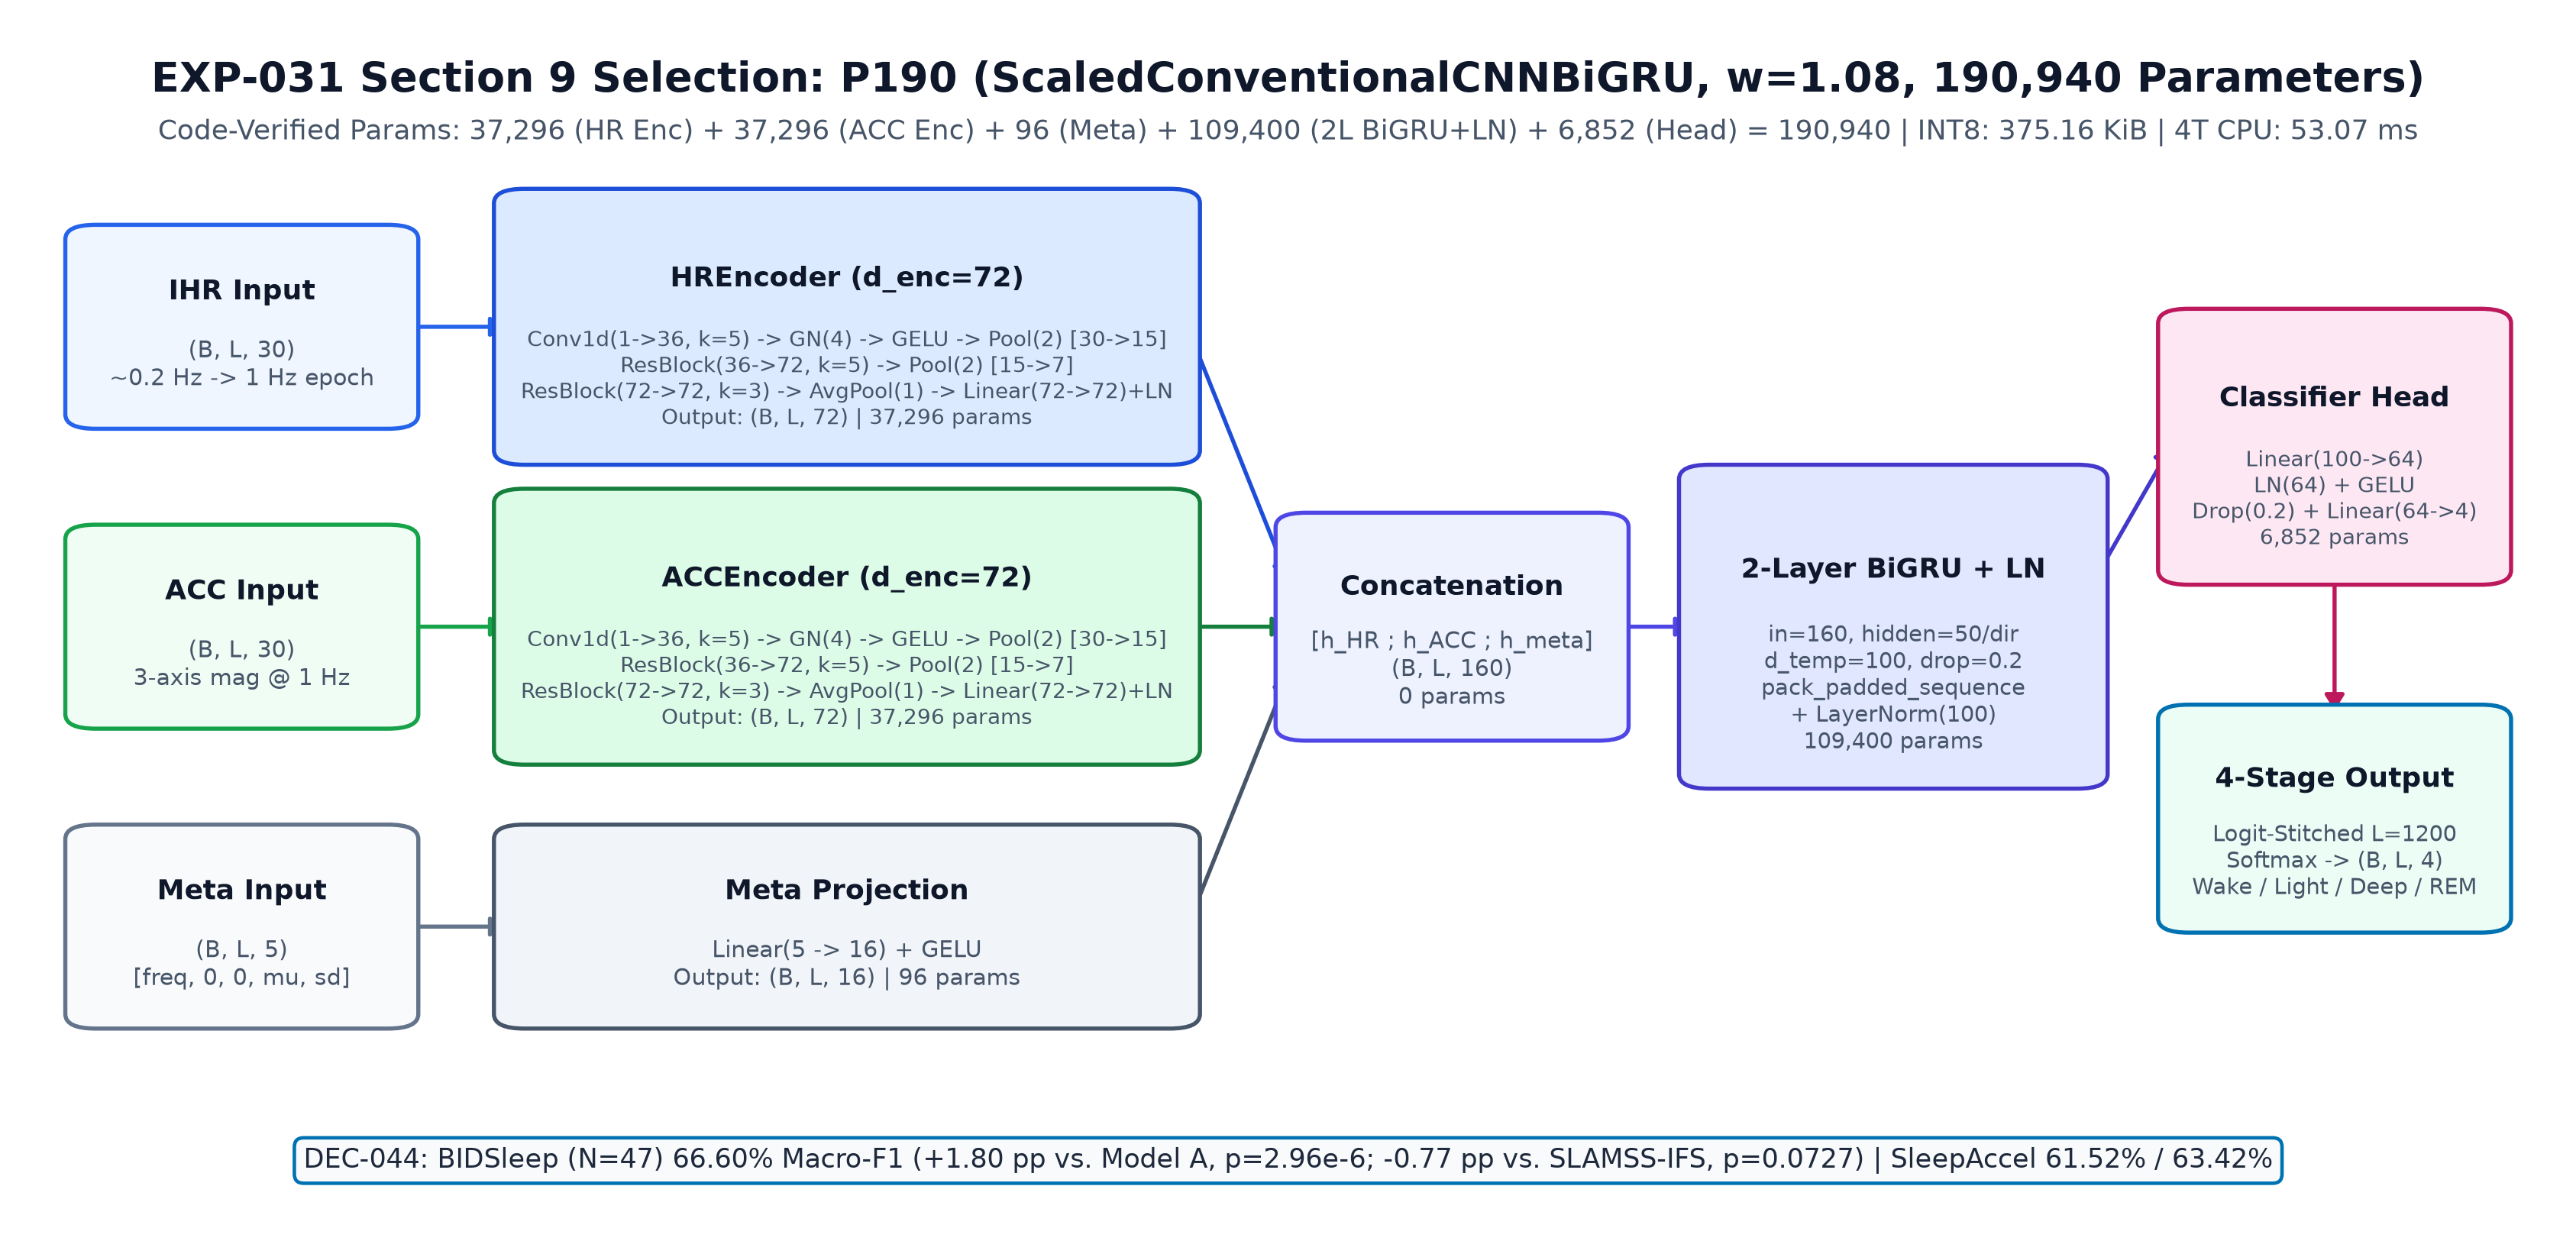 EXP-031 Section 9 Selection: P190 (ScaledConventionalCNNBiGRU, w=1.08, 190,940 Parameters)
Code-Verified Params: 37,296 (HR Enc) + 37,296 (ACC Enc) + 96 (Meta) + 109,400 (2L BiGRU+LN) + 6,852 (Head) = 190,940 | INT8: 375.16 KiB | 4T CPU: 53.07 ms
IHR Input
(B, L, 30)
~0.2 Hz -> 1 Hz epoch
HREncoder (d_enc=72)
Conv1d(1->36, k=5) -> GN(4) -> GELU -> Pool(2) [30->15]
ResBlock(36->72, k=5) -> Pool(2) [15->7]
ResBlock(72->72, k=3) -> AvgPool(1) -> Linear(72->72)+LN
Output: (B, L, 72) | 37,296 params
ACC Input
(B, L, 30)
3-axis mag @ 1 Hz
ACCEncoder (d_enc=72)
Conv1d(1->36, k=5) -> GN(4) -> GELU -> Pool(2) [30->15]
ResBlock(36->72, k=5) -> Pool(2) [15->7]
ResBlock(72->72, k=3) -> AvgPool(1) -> Linear(72->72)+LN
Output: (B, L, 72) | 37,296 params
Meta Input
(B, L, 5)
[freq, 0, 0, mu, sd]
Meta Projection
Linear(5 -> 16) + GELU
Output: (B, L, 16) | 96 params
Concatenation
[h_HR ; h_ACC ; h_meta]
(B, L, 160)
0 params
2-Layer BiGRU + LN
in=160, hidden=50/dir
d_temp=100, drop=0.2
pack_padded_sequence
+ LayerNorm(100)
109,400 params
Classifier Head
Linear(100->64)
LN(64) + GELU
Drop(0.2) + Linear(64->4)
6,852 params
4-Stage Output
Logit-Stitched L=1200
Softmax -> (B, L, 4)
Wake / Light / Deep / REM
DEC-044: BIDSleep (N=47) 66.60% Macro-F1 (+1.80 pp vs. Model A, p=2.96e-6; -0.77 pp vs. SLAMSS-IFS, p=0.0727) | SleepAccel 61.52% / 63.42%